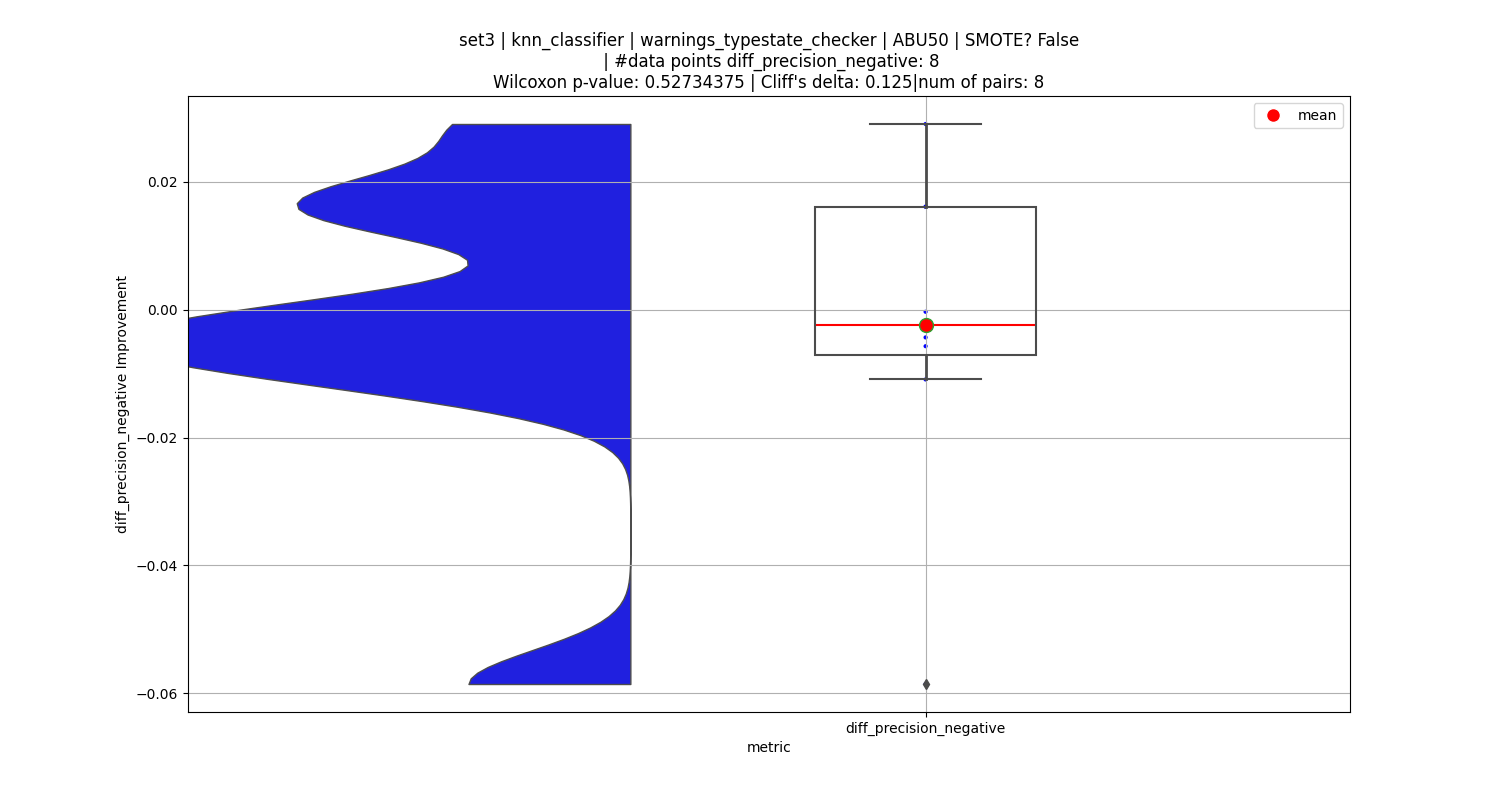 set3 | knn_classifier | warnings_typestate_checker | ABU50 | SMOTE? False
| #data points diff_precision_negative: 8
Wilcoxon p-value: 0.52734375 | Cliff's delta: 0.125|num of pairs: 8
mean
0.02
0.00
−0.02
−0.04
−0.06
diff_precision_negative Improvement
diff_precision_negative
metric